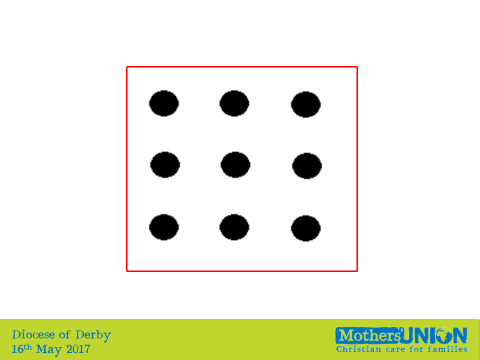 Diocese of Derby
16th May 2017
Mothers' UNION
Christian care for families